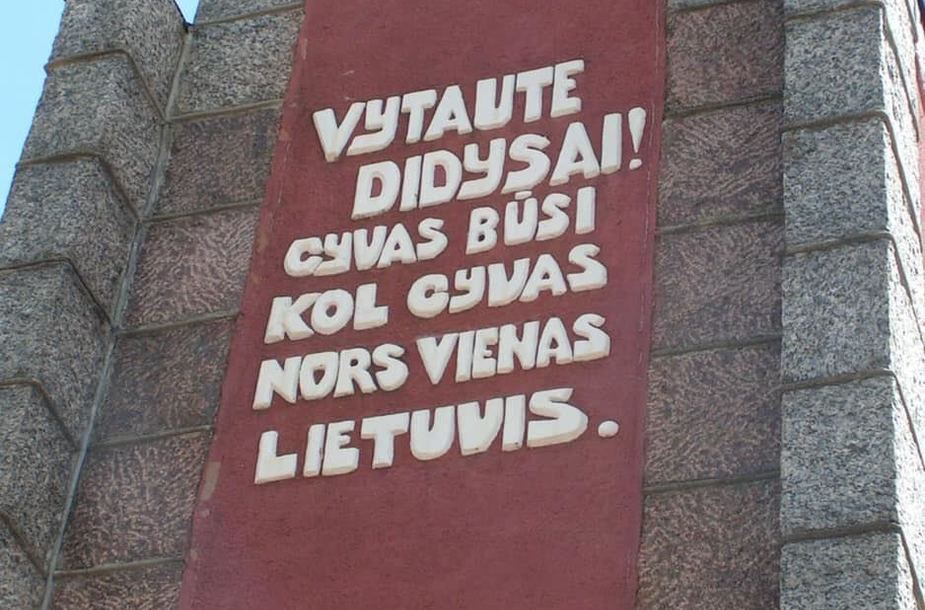 VYTAUTE
DIDYSAI!
GYVAS BŪSI
KOL GYVAS
NORS VIENAS
LIETUVIS.